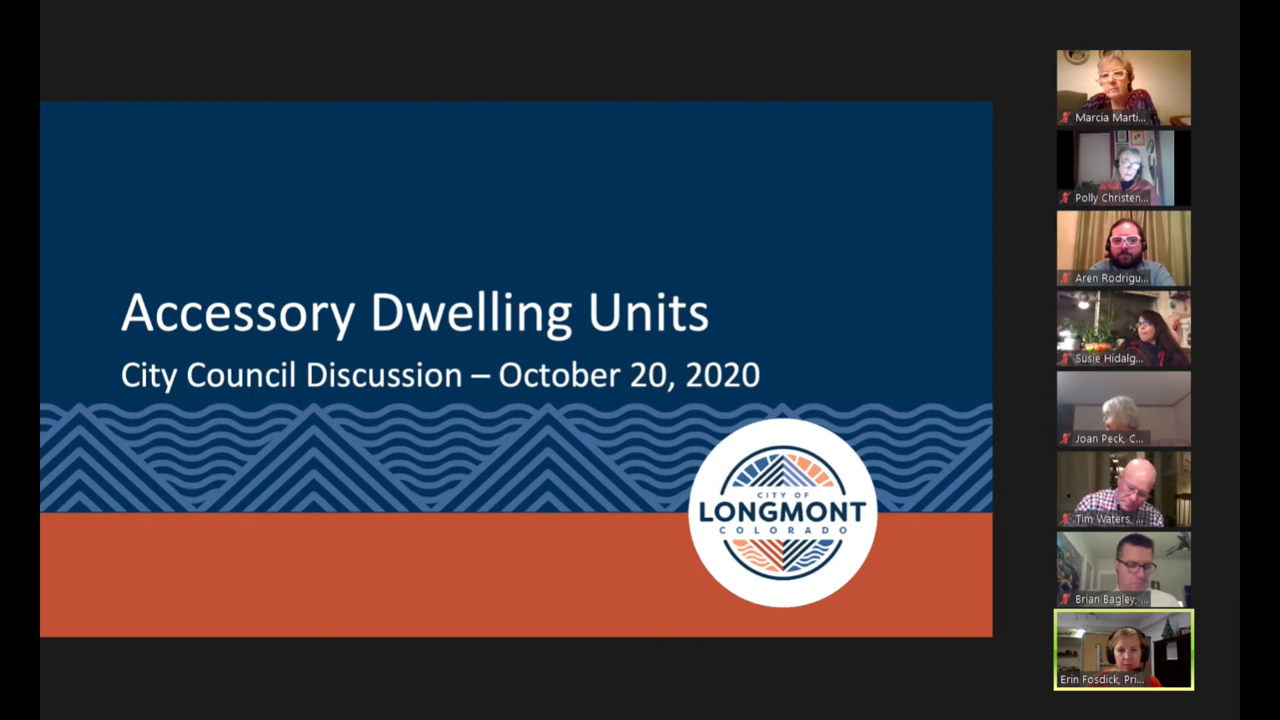 Accessory Dwelling Units
City Council Discussion – October 20, 2020
CITY OF
LONGMONT
COLORADO
Marcia Marti...
Polly Christen...
Aren Rodrigu...
Susie Hidalg...
Joan Peck, C...
Tim Waters, ...
Brian Bagley, ...
Erin Fosdick, Pri...